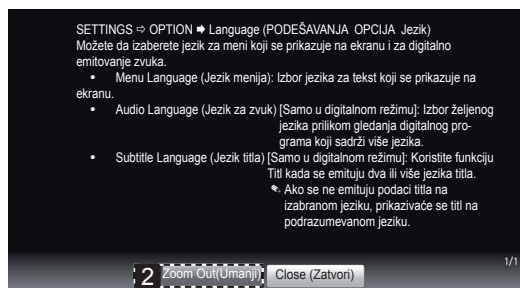 SETTINGS ⇨ OPTION ➡ Language (PODEŠAVANJA  OPCIJA  Jezik)
Možete da izaberete jezik za meni koji se prikazuje na ekranu i za digitalno
emitovanje zvuka.
• Menu Language (Jezik menija): Izbor jezika za tekst koji se prikazuje na
ekranu.
• Audio Language (Jezik za zvuk) [Samo u digitalnom režimu]: Izbor željenog
jezika prilikom gledanja digitalnog pro-
grama koji sadrži više jezika.
• Subtitle Language (Jezik titla) [Samo u digitalnom režimu]: Koristite funkciju
Titl kada se emituju dva ili više jezika titla.
✎ Ako se ne emituju podaci titla na
izabranom jeziku, prikazivaće se titl na
podrazumevanom jeziku.
1/1
2 Zoom Out(Umanji) Close (Zatvori)